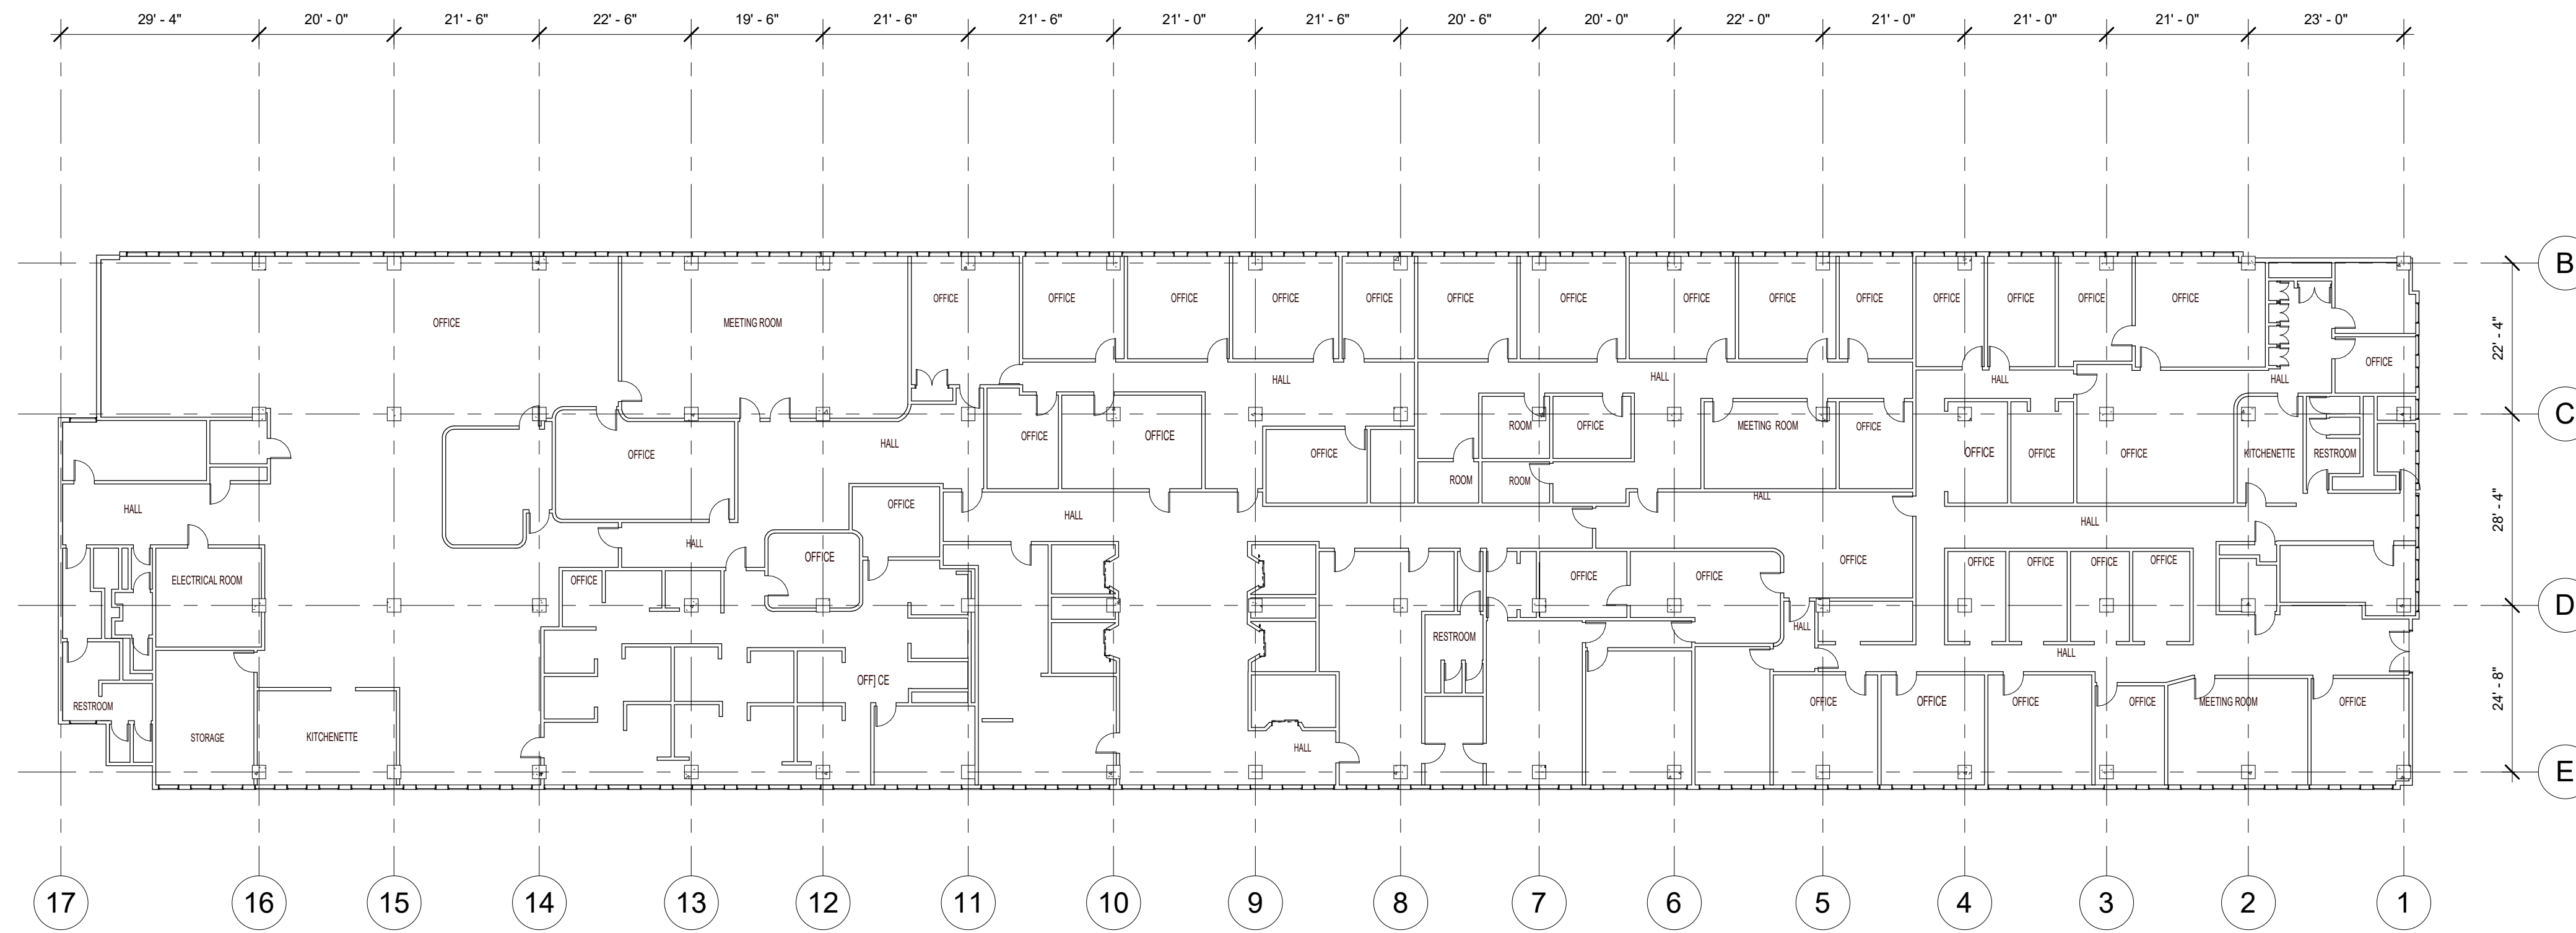 29' - 4" 20' - 0" 21' - 6" 22' - 6" 19' - 6" 21' - 6" 21' - 6" 21' - 0" 21' - 6" 20' - 6" 20' - 0" 22' - 0" 21' - 0" 21' - 0" 21' - 0" 23' - 0"
B
OFFICE OFFICE OFFICE OFFICE OFFICE OFFICE OFFICE OFFICE OFFICE OFFICE OFFICE OFFICE OFFICE OFFICE
OFFICE MEETING ROOM
22' - 4"
OFFICE
HALL HALL HALL HALL
C
ROOM OFFICE MEETING ROOM OFFICE
OFFICE OFFICE
HALL
OFFICE OFFICE OFFICE OFFICE OFFICE KITCHENETTE RESTROOM
ROOM ROOM
HALL
OFFICE
28' - 4"
HALL HALL HALL
HALL
OFFICE OFFICE OFFICE OFFICE OFFICE OFFICE
ELECTRICAL ROOM OFFICE OFFICE OFFICE
D
HALL
RESTROOM
HALL
OFF] CE
24' - 8"
RESTROOM OFFICE OFFICE OFFICE OFFICE MEETING ROOM OFFICE
STORAGE KITCHENETTE
HALL
E
17 16 15 14 13 12 11 10 9 8 7 6 5 4 3 2 1